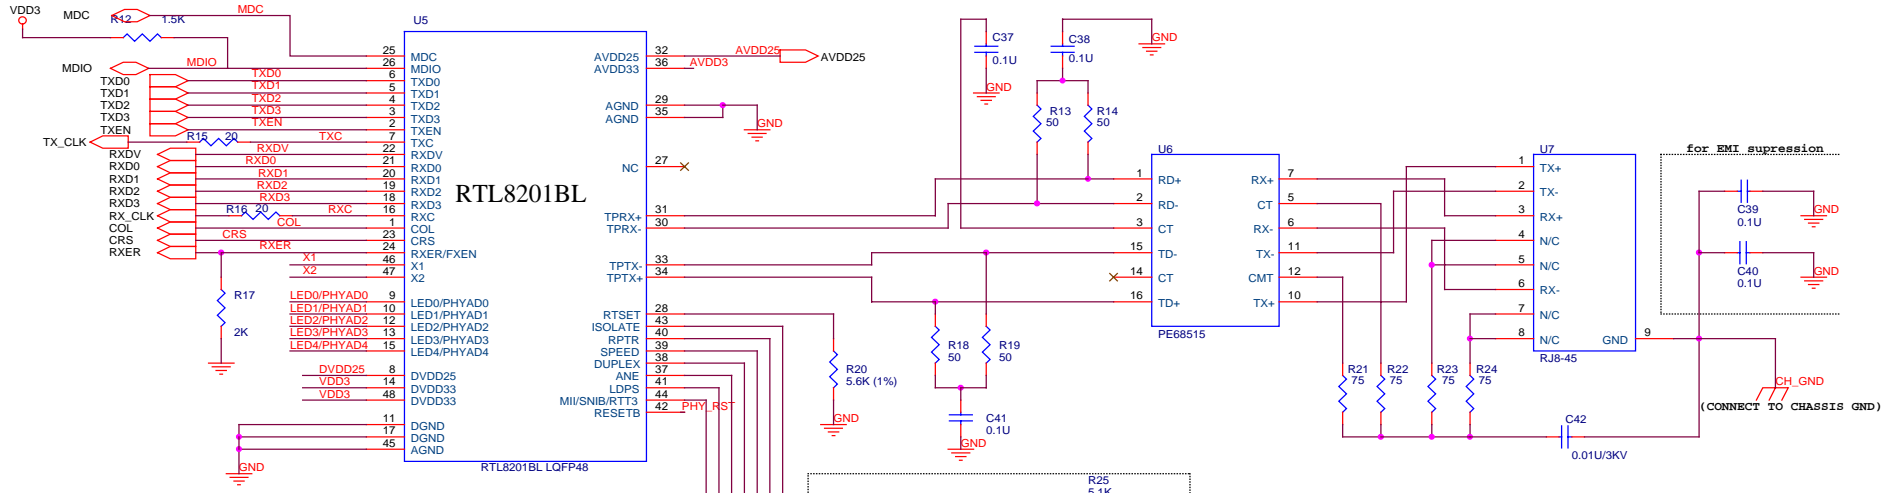 VDD3
MDC
MDC
R12
1.5K
MDIO
MDIO
TXD0
TXD0
TXD1
TXD1
TXD2
TXD2
TXD3
TXD3
TXEN
TXEN
TX_CLK
R15
20
TXC
RXDV
RXDV
RXD0
RXD0
RXD1
RXD1
RXD2
RXD2
RXD3
RXD3
RX_CLK
R16
20
RXC
COL
COL
CRS
CRS
RXER
RXER
X1
X2
R17
2K
LED0/PHYAD0
LED1/PHYAD1
LED2/PHYAD2
LED3/PHYAD3
LED4/PHYAD4
DVDD25
VDD3
VDD3
GND
U5
25 MDC
26 MDIO
6 TXD0
5 TXD1
4 TXD2
3 TXD3
2 TXEN
7 TXC
22 RXDV
21 RXD0
20 RXD1
19 RXD2
18 RXD3
16 RXC
1 COL
23 CRS
24 RXER/FXEN
46 X1
47 X2
9 LED0/PHYAD0
10 LED1/PHYAD1
12 LED2/PHYAD2
13 LED3/PHYAD3
15 LED4/PHYAD4
8 DVDD25
14 DVDD33
48 DVDD33
11 DGND
17 DGND
45 AGND
RTL8201BL
AVDD25 32
AVDD33 36
AGND 29
AGND 35
NC 27
TPRX+ 31
TPRX- 30
TPTX- 33
TPTX+ 34
RTSET 28
ISOLATE 43
RPTR 40
SPEED 39
DUPLEX 38
ANE 37
LDPS 41
MII/SNIB/RTT3 44
RESETB 42
RTL8201BL LQFP48
AVDD25
AVDD25
AVDD3
GND
PHY_RST
R20
5.6K (1%)
GND
C37
0.1U
GND
C38
0.1U
GND
R13
50
R14
50
R18
50
R19
50
C41
0.1U
GND
U6
1 RD+
2 RD-
3 CT
15 TD-
14 CT
16 TD+
RX+ 7
CT 5
RX- 6
TX- 11
CMT 12
TX+ 10
PE68515
U7
1 TX+
2 TX-
3 RX+
4 N/C
5 N/C
6 RX-
7 N/C
8 N/C
GND 9
RJ8-45
R21
75
R22
75
R23
75
R24
75
C42
0.01U/3KV
for EMI supression
C39
0.1U
GND
C40
0.1U
GND
CH_GND
(CONNECT TO CHASSIS GND)
R25
5.1K